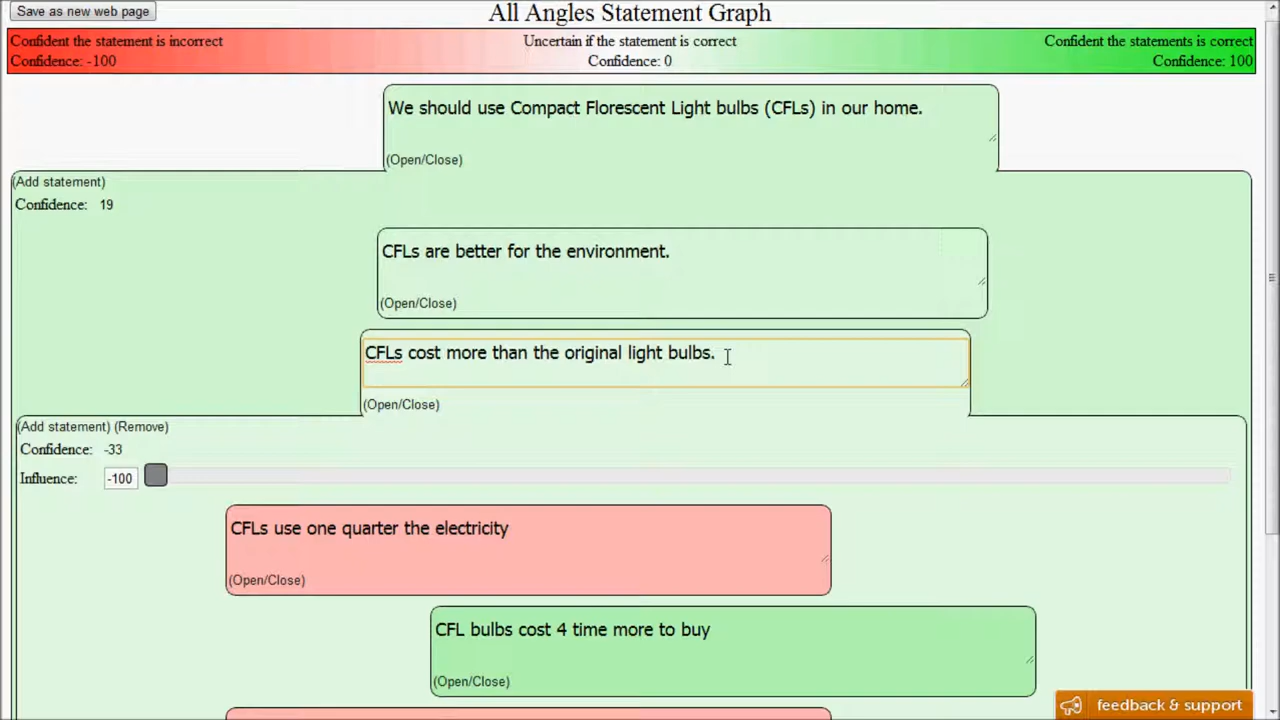 Save as new web page
All Angles Statement Graph
Confident the statement is incorrect
Uncertain if the statement is correct
Confident the statements is correct
Confidence: -100
Confidence: 0
Confidence: 100
We should use Compact Florescent Light bulbs (CFLs) in our home.
(Open/Close)
(Add statement)
Confidence: 19
CFLs are better for the environment.
(Open/Close)
CFLs cost more than the original light bulbs.
(Open/Close)
(Add statement) (Remove)
Confidence: -33
Influence: -100
CFLs use one quarter the electricity
(Open/Close)
CFL bulbs cost 4 time more to buy
(Open/Close)
feedback & support